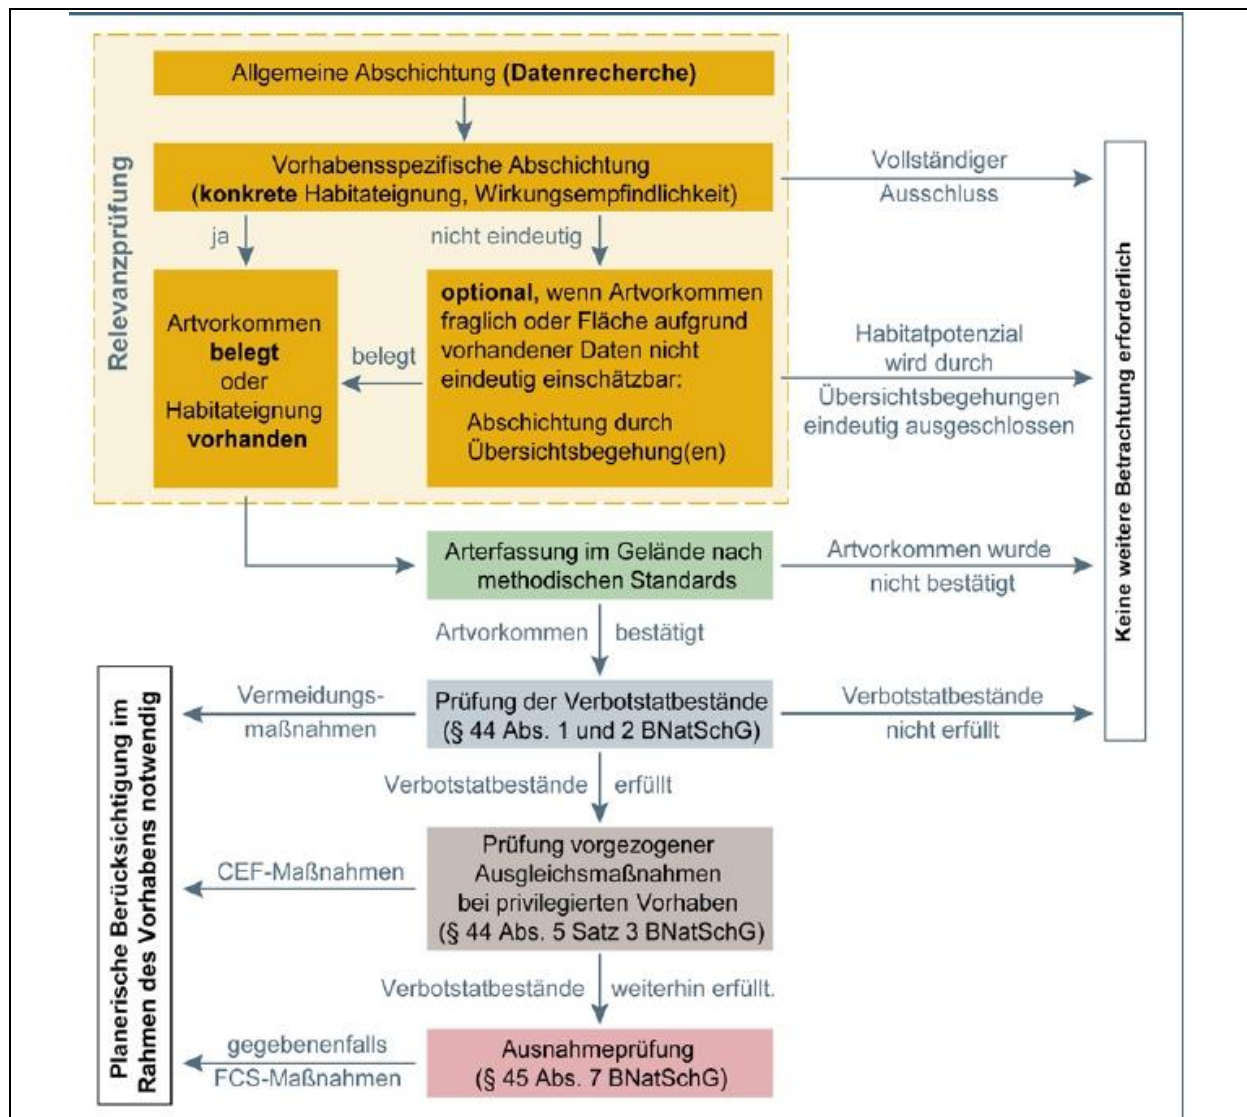 Relevanzprüfung
Allgemeine Abschichtung (Datenrecherche)
Vorhabensspezifische Abschichtung
(konkrete Habitateignung, Wirkungsempfindlichkeit)
Vollständiger
Ausschluss
ja
nicht eindeutig
Artvorkommen
belegt
oder
Habitateignung
vorhanden
belegt
optional, wenn Artvorkommen
fraglich oder Fläche aufgrund
vorhandener Daten nicht
eindeutig einschätzbar:
Abschichtung durch
Übersichtsbegehung(en)
Habitatpotenzial
wird durch
Übersichtsbegehungen
eindeutig ausgeschlossen
Keine weitere Betrachtung erforderlich
Arterfassung im Gelände nach
methodischen Standards
Artvorkommen wurde
nicht bestätigt
Artvorkommen bestätigt
Planerische Berücksichtigung im
Rahmen des Vorhabens notwendig
Vermeidungs-
maßnahmen
Prüfung der Verbotstatbestände
(§ 44 Abs. 1 und 2 BNatSchG)
Verbotstatbestände
nicht erfüllt
Verbotstatbestände erfüllt
CEF-Maßnahmen
Prüfung vorgezogener
Ausgleichsmaßnahmen
bei privilegierten Vorhaben
(§ 44 Abs. 5 Satz 3 BNatSchG)
Verbotstatbestände weiterhin erfüllt.
gegebenenfalls
FCS-Maßnahmen
Ausnahmeprüfung
(§ 45 Abs. 7 BNatSchG)